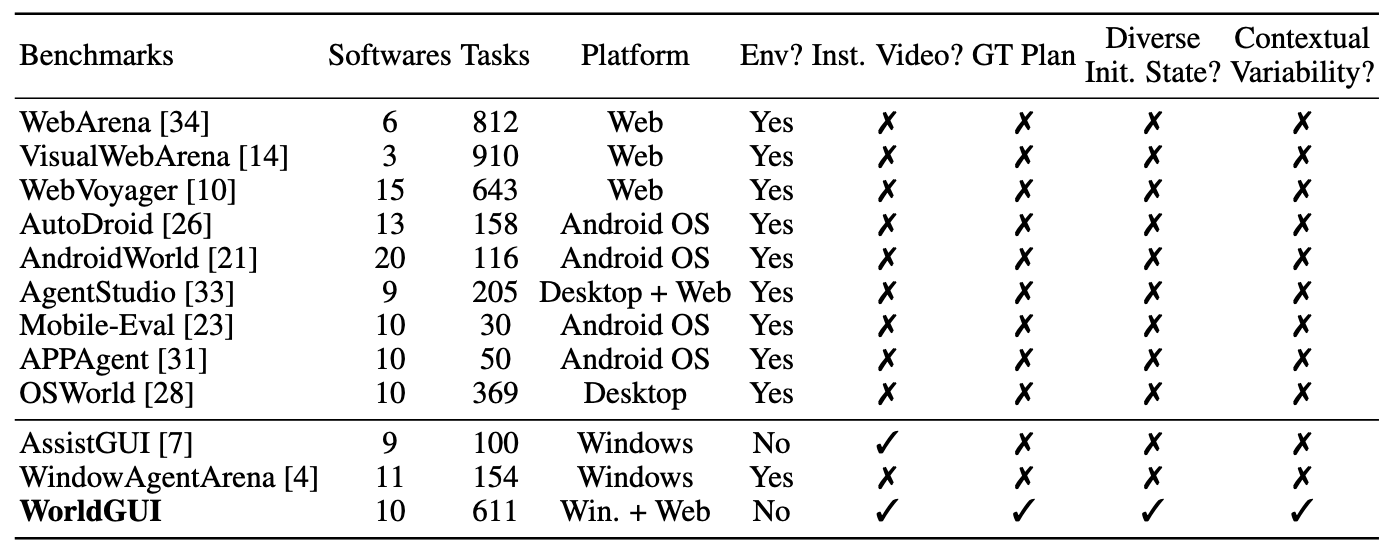 Benchmarks Softwares Tasks Platform Env? Inst. Video? GT Plan Diverse Init. State? Contextual Variability?
WebArena [34] 6 812 Web Yes ✗ ✗ ✗ ✗
VisualWebArena [14] 3 910 Web Yes ✗ ✗ ✗ ✗
WebVoyager [10] 15 643 Web Yes ✗ ✗ ✗ ✗
AutoDroid [26] 13 158 Android OS Yes ✗ ✗ ✗ ✗
AndroidWorld [21] 20 116 Android OS Yes ✗ ✗ ✗ ✗
AgentStudio [33] 9 205 Desktop + Web Yes ✗ ✗ ✗ ✗
Mobile-Eval [23] 10 30 Android OS Yes ✗ ✗ ✗ ✗
APPAgent [31] 10 50 Android OS Yes ✗ ✗ ✗ ✗
OSWorld [28] 10 369 Desktop Yes ✗ ✗ ✗ ✗
AssistGUI [7] 9 100 Windows No ✓ ✗ ✗ ✗
WindowAgentArena [4] 11 154 Windows Yes ✗ ✗ ✗ ✗
WorldGUI 10 611 Win. + Web No ✓ ✓ ✓ ✓